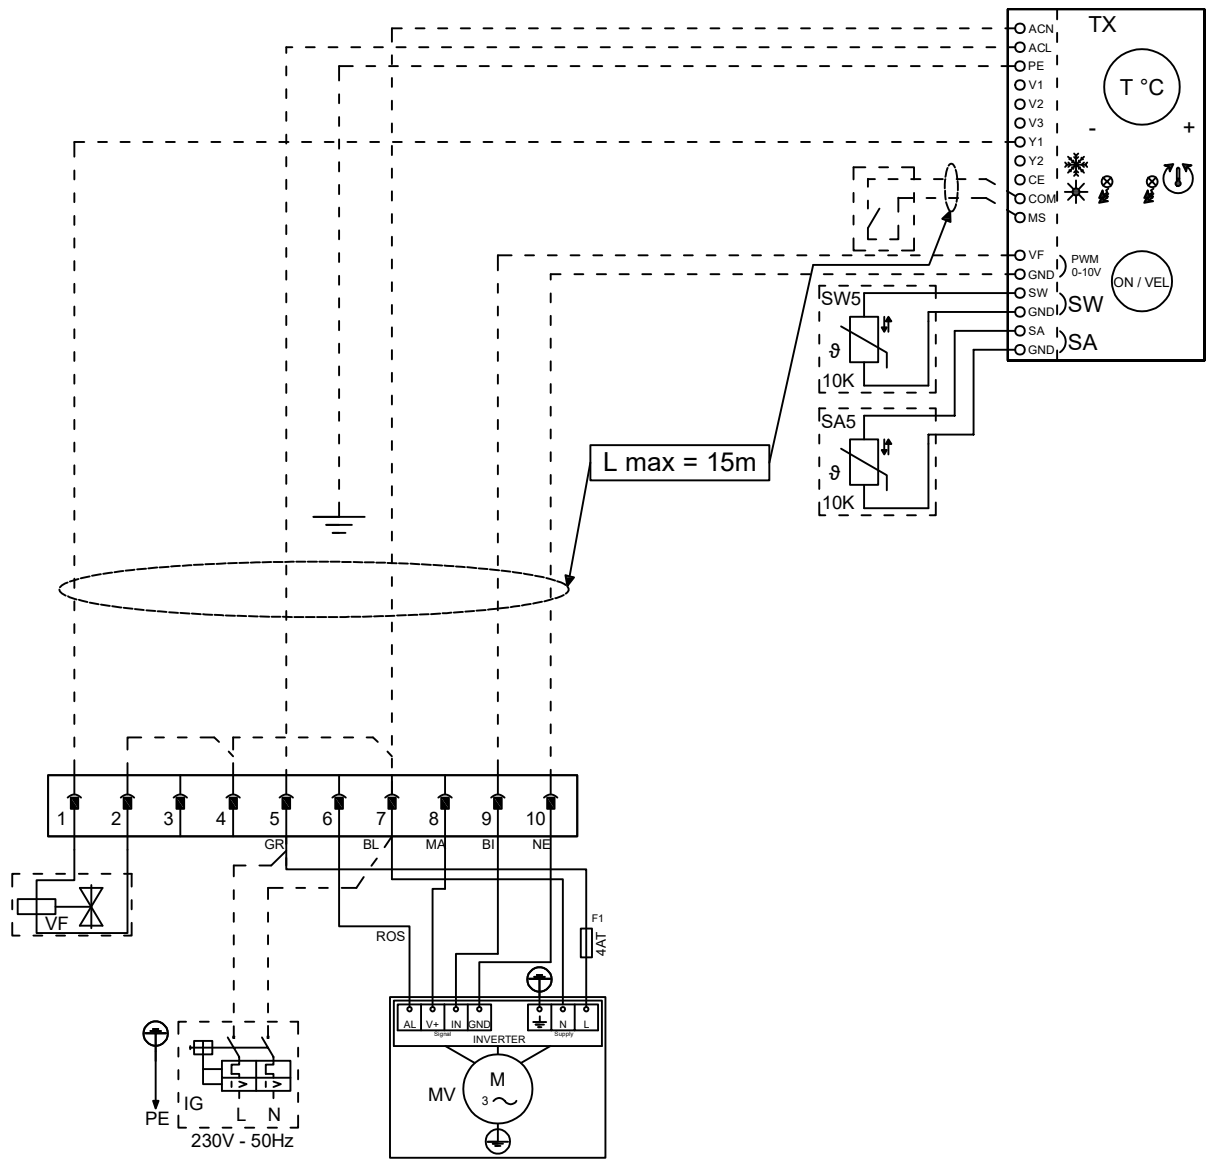 TX
ACN
ACL
PE
V1
V2
V3
Y1
Y2
CE
COM
MS
VF
GND
SW
GND
SA
GND
T °C
- +
PWM
0-10V
ON / VEL
SW
SA
SW5
ϑ
10K
SA5
ϑ
10K
L max = 15m
1 2 3 4 5 6 7 8 9 10
GR BL MA BI NE
VF
ROS
F1
4AT
AL V+ IN GND N L
Signal Supply
INVERTER
MV
M
3
PE
IG
L N
230V - 50Hz